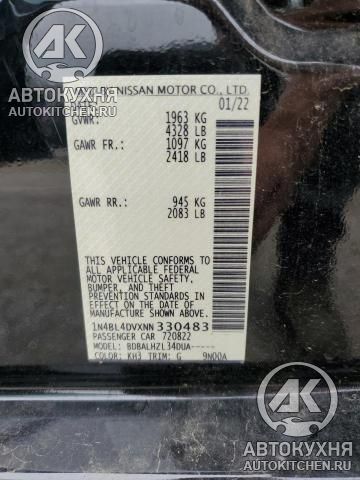 АВТОКУХНЯ
AUTOKITCHEN.RU
АВТОКУХНЯ
NISSAN MOTOR CO., LTD.
DATE: 01/22
GVWR: 1963 KG
4328 LB
GAWR FR.: 1097 KG
2418 LB
GAWR RR.: 945 KG
2083 LB
THIS VEHICLE CONFORMS TO ALL
APPLICABLE FEDERAL MOTOR
VEHICLE SAFETY,
BUMPER, AND THEFT
PREVENTION STANDARDS IN
EFFECT ON THE DATE OF
MANUFACTURE SHOWN ABOVE.
1N4BL4DVXNN330483
PASSENGER CAR 720822
MODEL: BDBALHZL34DUA-----
COLOR: KH3 TRIM: G 9N00A
АВТОКУХНЯ
АВТОКУХНЯ